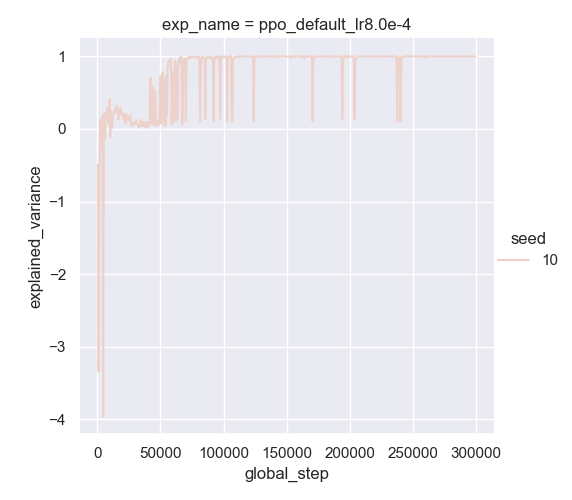 exp_name = ppo_default_lr8.0e-4
1
0
−1
−2
−3
−4
explained_variance
0 50000 100000 150000 200000 250000 300000
global_step
seed
10